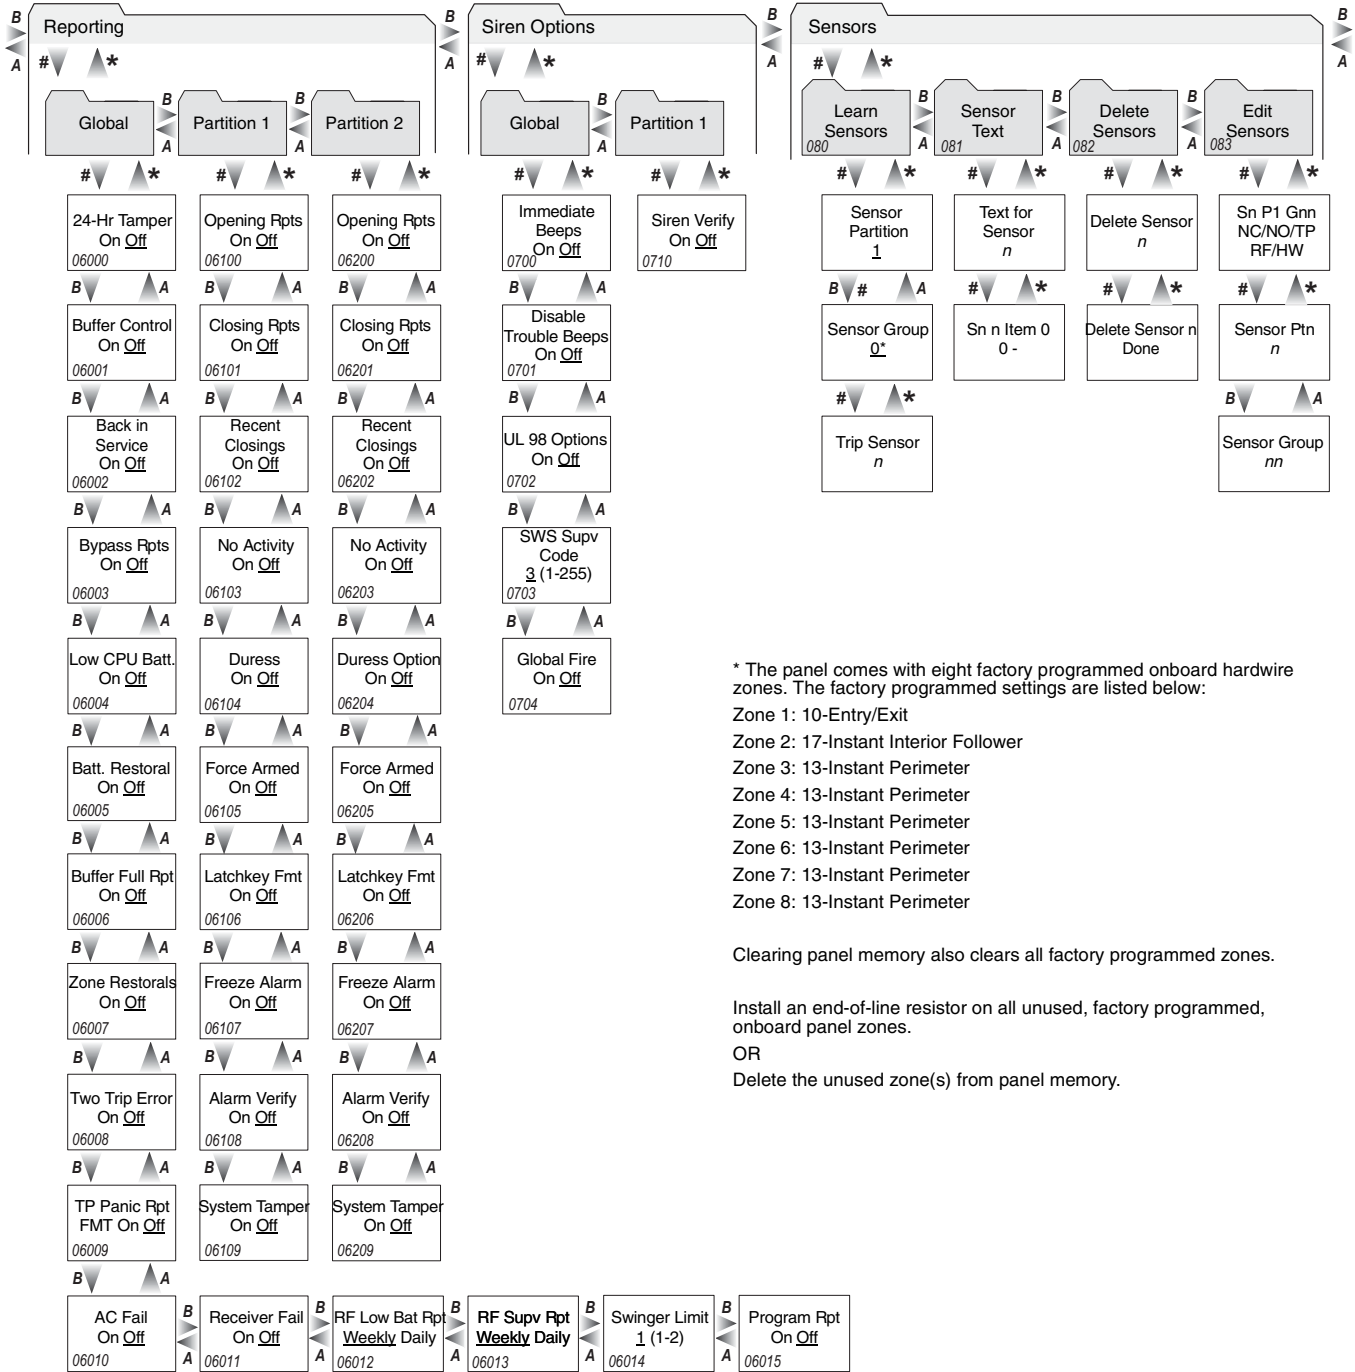 B
A
Reporting
#
*
Global
B
A
Partition 1
B
A
Partition 2
#
*
#
*
#
*
24-Hr Tamper
On Off
06000
Opening Rpts
On Off
06100
Opening Rpts
On Off
06200
B
A
B
A
B
A
Buffer Control
On Off
06001
Closing Rpts
On Off
06101
Closing Rpts
On Off
06201
B
A
B
A
B
A
Back in
Service
On Off
06002
Recent
Closings
On Off
06102
Recent
Closings
On Off
06202
B
A
B
A
B
A
Bypass Rpts
On Off
06003
No Activity
On Off
06103
No Activity
On Off
06203
B
A
B
A
B
A
Low CPU Batt.
On Off
06004
Duress
On Off
06104
Duress Option
On Off
06204
B
A
B
A
B
A
Batt. Restoral
On Off
06005
Force Armed
On Off
06105
Force Armed
On Off
06205
B
A
B
A
B
A
Buffer Full Rpt
On Off
06006
Latchkey Fmt
On Off
06106
Latchkey Fmt
On Off
06206
B
A
B
A
B
A
Zone Restorals
On Off
06007
Freeze Alarm
On Off
06107
Freeze Alarm
On Off
06207
B
A
B
A
B
A
Two Trip Error
On Off
06008
Alarm Verify
On Off
06108
Alarm Verify
On Off
06208
B
A
B
A
B
A
TP Panic Rpt
FMT On Off
06009
System Tamper
On Off
06109
System Tamper
On Off
06209
B
A
AC Fail
On Off
06010
B
A
Receiver Fail
On Off
06011
B
A
RF Low Bat Rpt
Weekly Daily
06012
B
A
RF Supv Rpt
Weekly Daily
06013
B
A
Swinger Limit
1 (1-2)
06014
B
A
Program Rpt
On Off
06015
B
A
Siren Options
#
*
Global
B
A
Partition 1
#
*
#
*
Immediate
Beeps
On Off
0700
Siren Verify
On Off
0710
B
A
Disable
Trouble Beeps
On Off
0701
B
A
UL 98 Options
On Off
0702
B
A
SWS Supv
Code
3 (1-255)
0703
B
A
Global Fire
On Off
0704
B
A
Sensors
B
A
#
*
Learn
Sensors
080
B
A
Sensor
Text
081
B
A
Delete
Sensors
082
B
A
Edit
Sensors
083
#
*
#
*
#
*
#
*
Sensor
Partition
1
Text for
Sensor
n
Delete Sensor
n
Sn P1 Gnn
NC/NO/TP
RF/HW
B
#
A
#
*
#
*
#
*
Sensor Group
0*
Sn n Item 0
0 -
Delete Sensor n
Done
Sensor Ptn
n
#
*
B
A
Trip Sensor
n
Sensor Group
nn
* The panel comes with eight factory programmed onboard hardwire
zones. The factory programmed settings are listed below:
Zone 1: 10-Entry/Exit
Zone 2: 17-Instant Interior Follower
Zone 3: 13-Instant Perimeter
Zone 4: 13-Instant Perimeter
Zone 5: 13-Instant Perimeter
Zone 6: 13-Instant Perimeter
Zone 7: 13-Instant Perimeter
Zone 8: 13-Instant Perimeter
Clearing panel memory also clears all factory programmed zones.
Install an end-of-line resistor on all unused, factory programmed,
onboard panel zones.
OR
Delete the unused zone(s) from panel memory.